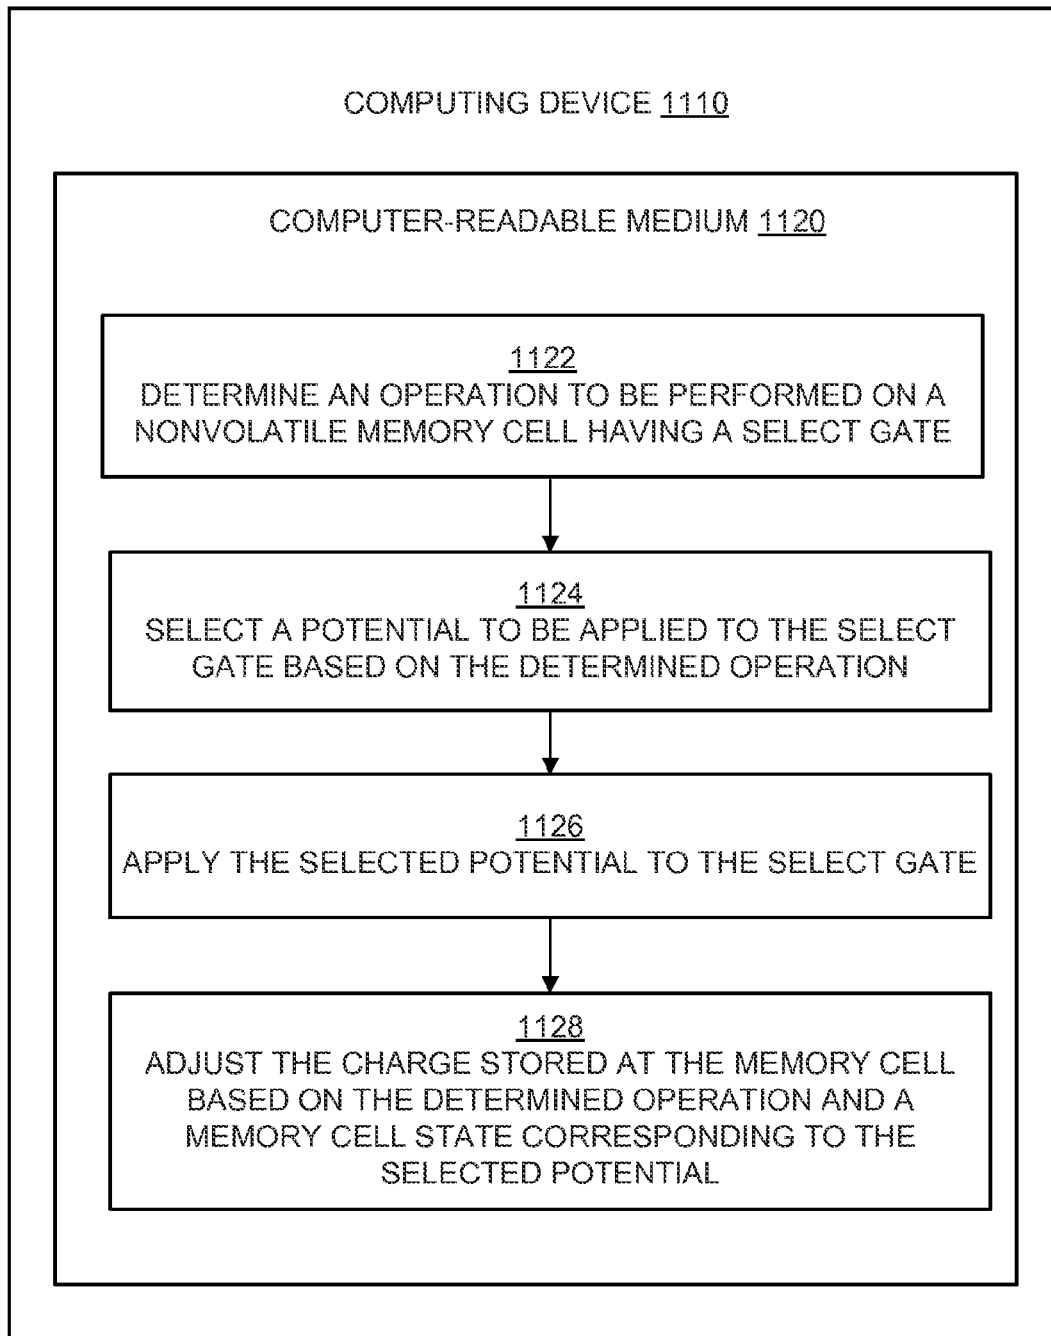 COMPUTING DEVICE 1110
COMPUTER-READABLE MEDIUM 1120
1122
DETERMINE AN OPERATION TO BE PERFORMED ON A
NONVOLATILE MEMORY CELL HAVING A SELECT GATE
1124
SELECT A POTENTIAL TO BE APPLIED TO THE SELECT
GATE BASED ON THE DETERMINED OPERATION
1126
APPLY THE SELECTED POTENTIAL TO THE SELECT GATE
1128
ADJUST THE CHARGE STORED AT THE MEMORY CELL
BASED ON THE DETERMINED OPERATION AND A
MEMORY CELL STATE CORRESPONDING TO THE
SELECTED POTENTIAL